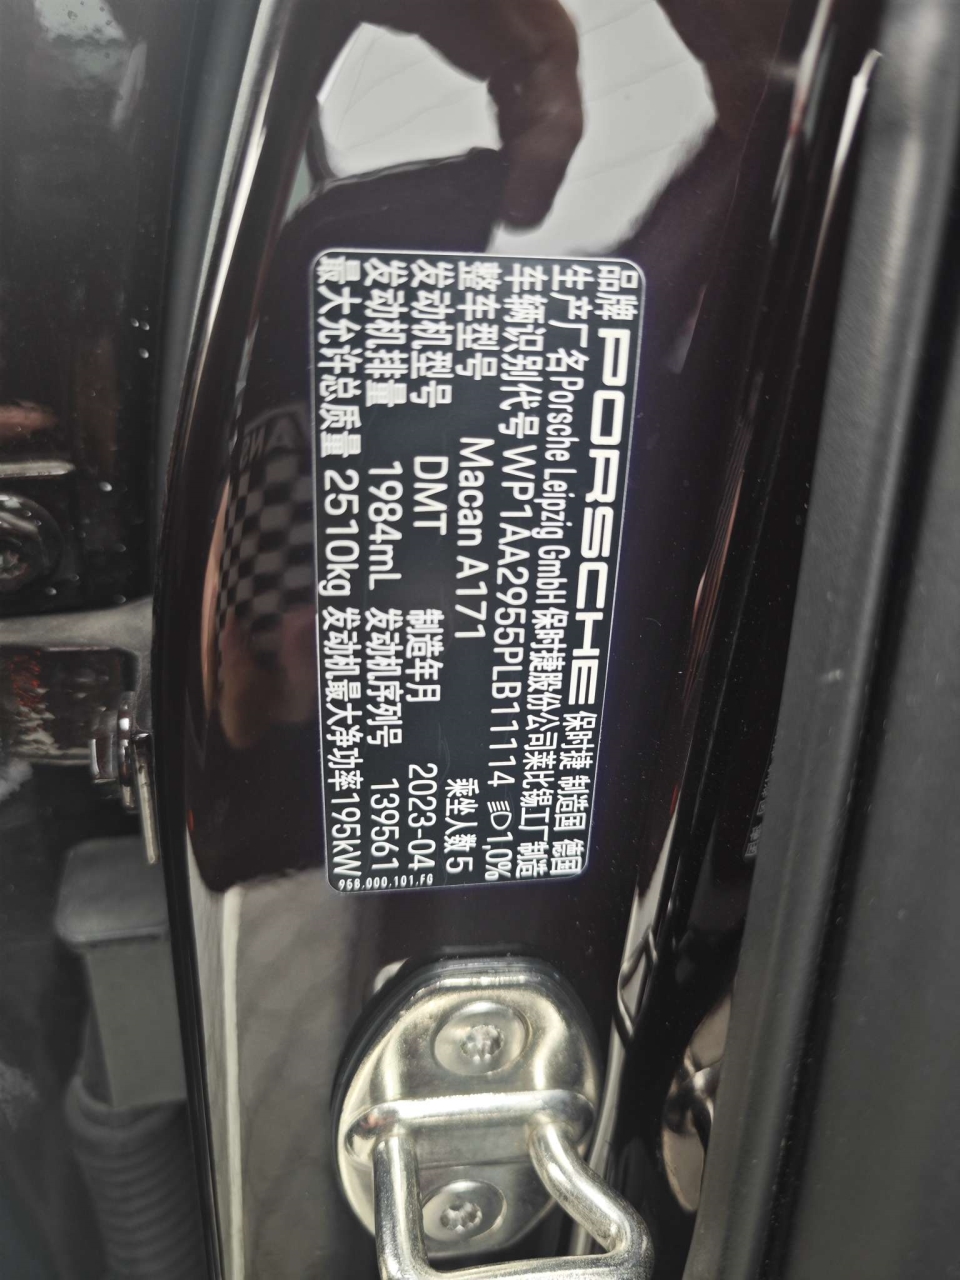 品牌 PORSCHE 保时捷 制造国 德国
生产厂名 Porsche Leipzig GmbH 保时捷股份公司莱比锡工厂制造
车辆识别代号 WP1AA2955PLB11114 1,0%
整车型号 Macan A171 乘坐人数 5
发动机型号 DMT 制造年月 2023-04
发动机排量 1984mL 发动机序列号 139561
最大允许总质量 2510kg 发动机最大净功率 195kW
958.000.101.FG